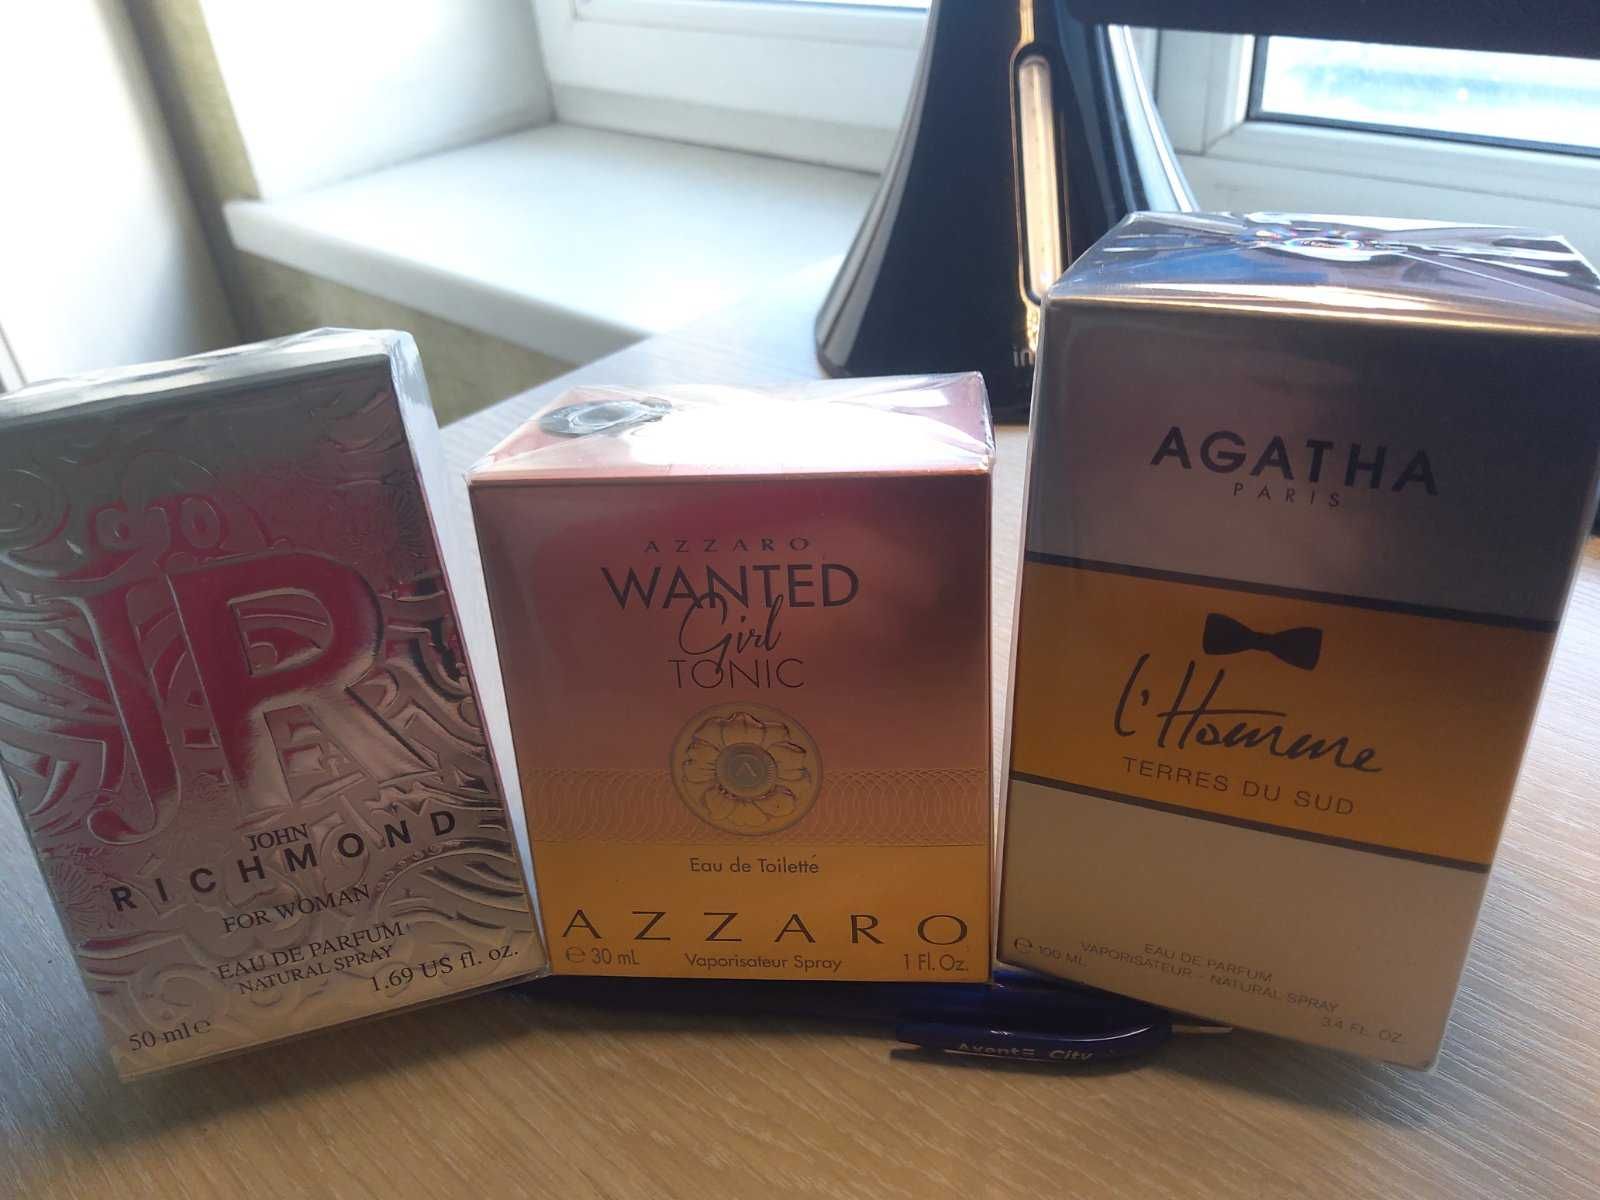 JR
JOHN
RICHMOND
FOR WOMAN
EAU DE PARFUM
NATURAL SPRAY
1.69 US fl. oz.
50 ml e
AZZARO
WANTED
Girl
TONIC
A
Eau de Toilette
AZZARO
e 30 mL Vaporisateur Spray 1 Fl. Oz.
AGATHA
PARIS
l'Homme
TERRES DU SUD
EAU DE PARFUM
e 100 ML VAPORISATEUR - NATURAL SPRAY
3.4 FL. OZ.
in
City